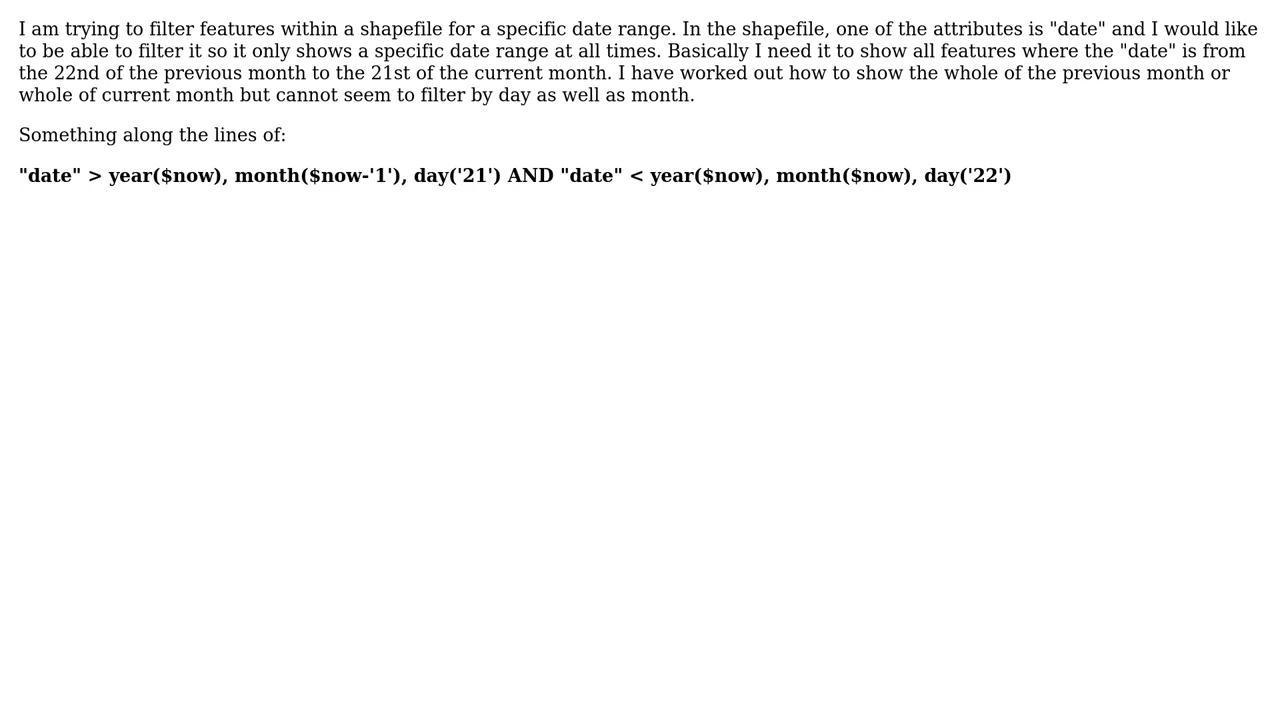 I am trying to filter features within a shapefile for a specific date range. In the shapefile, one of the attributes is "date" and I would like
to be able to filter it so it only shows a specific date range at all times. Basically I need it to show all features where the "date" is from
the 22nd of the previous month to the 21st of the current month. I have worked out how to show the whole of the previous month or
whole of current month but cannot seem to filter by day as well as month.
Something along the lines of:
"date" > year($now), month($now-'1'), day('21') AND "date" < year($now), month($now), day('22')